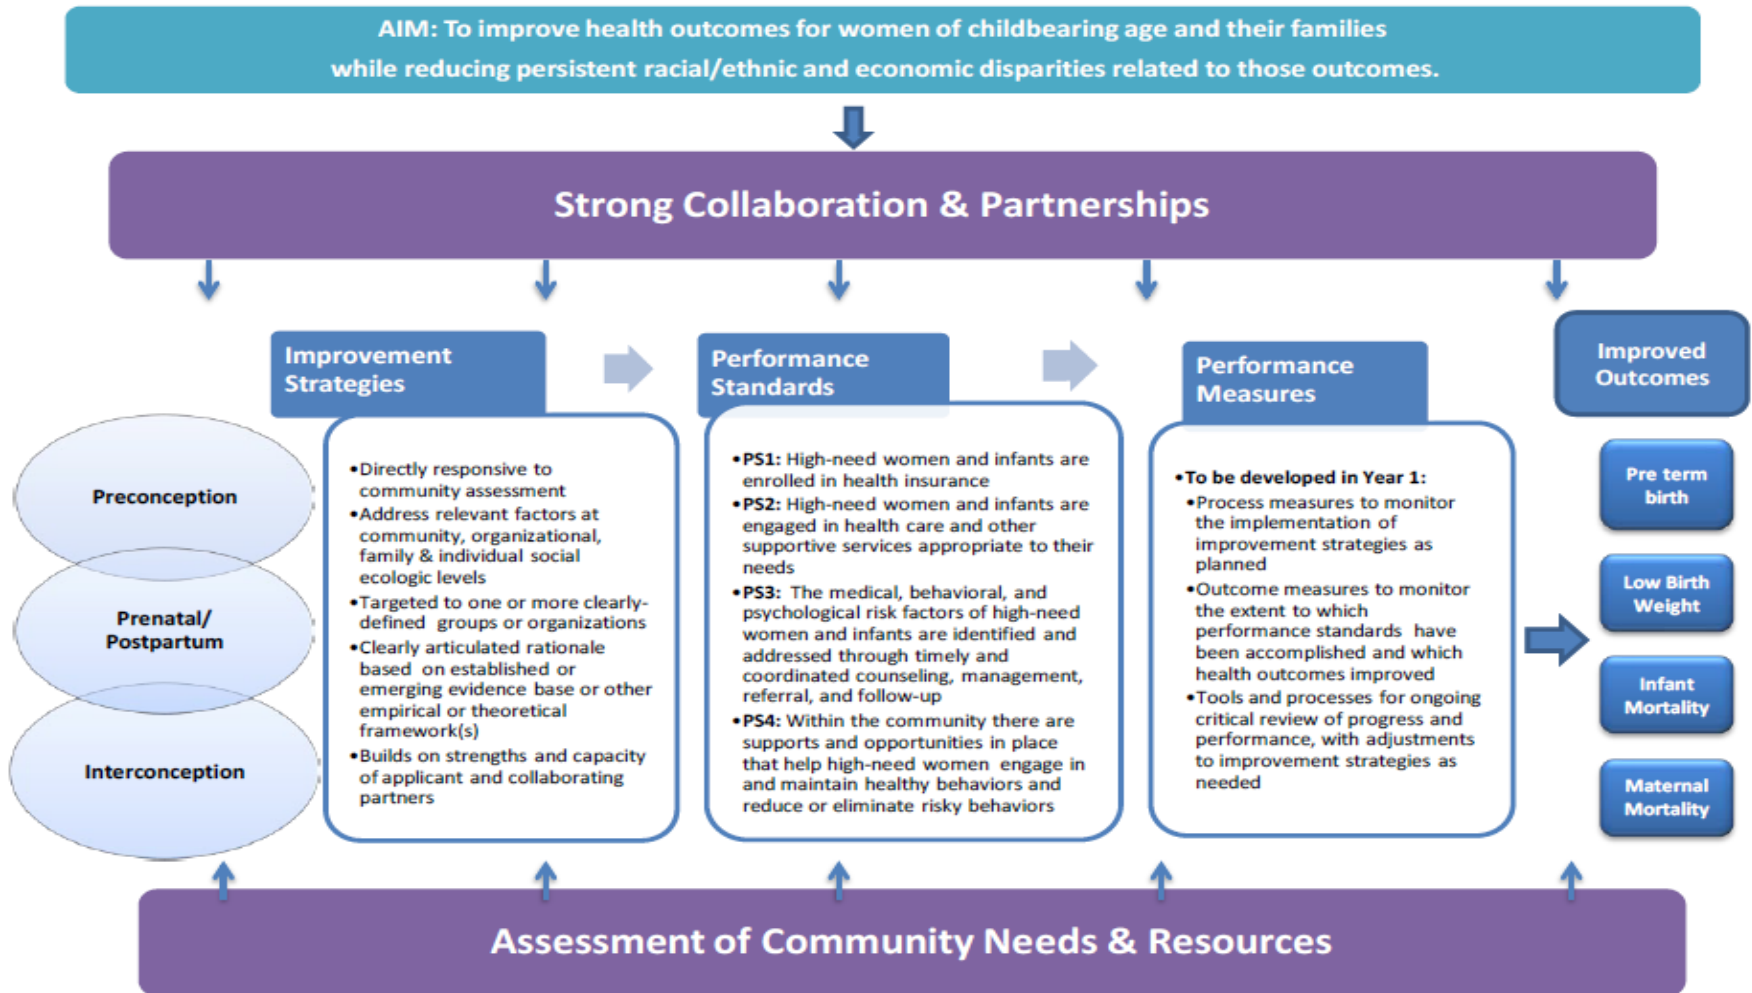 AIM: To improve health outcomes for women of childbearing age and their families
while reducing persistent racial/ethnic and economic disparities related to those outcomes.
Strong Collaboration & Partnerships
Preconception
Prenatal/
Postpartum
Interconception
Improvement
Strategies
•Directly responsive to
community assessment
•Address relevant factors at
community, organizational,
family & individual social
ecologic levels
•Targeted to one or more clearly-
defined groups or organizations
•Clearly articulated rationale
based on established or
emerging evidence base or other
empirical or theoretical
framework(s)
•Builds on strengths and capacity
of applicant and collaborating
partners
Performance
Standards
•PS1: High-need women and infants are
enrolled in health insurance
•PS2: High-need women and infants are
engaged in health care and other
supportive services appropriate to their
needs
•PS3: The medical, behavioral, and
psychological risk factors of high-need
women and infants are identified and
addressed through timely and
coordinated counseling, management,
referral, and follow-up
•PS4: Within the community there are
supports and opportunities in place
that help high-need women engage in
and maintain healthy behaviors and
reduce or eliminate risky behaviors
Performance
Measures
•To be developed in Year 1:
•Process measures to monitor
the implementation of
improvement strategies as
planned
•Outcome measures to monitor
the extent to which
performance standards have
been accomplished and which
health outcomes improved
•Tools and processes for ongoing
critical review of progress and
performance, with adjustments
to improvement strategies as
needed
Improved
Outcomes
Pre term
birth
Low Birth
Weight
Infant
Mortality
Maternal
Mortality
Assessment of Community Needs & Resources